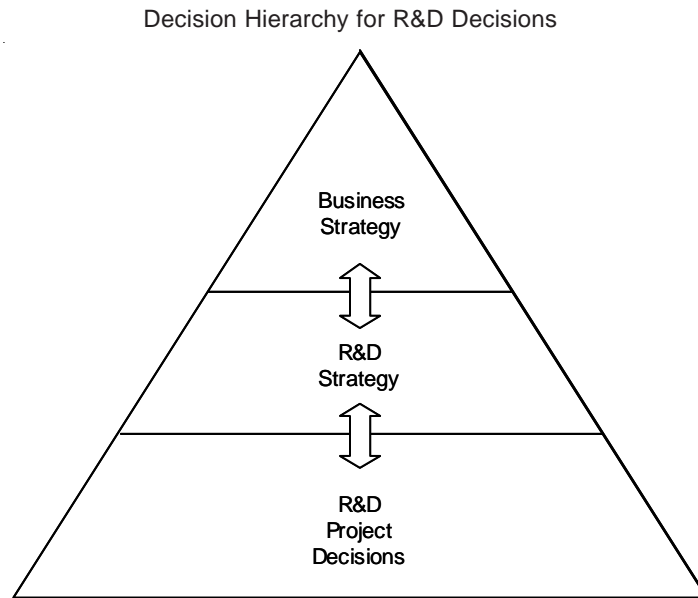 Decision Hierarchy for R&D Decisions
Business
Strategy
R&D
Strategy
R&D
Project
Decisions